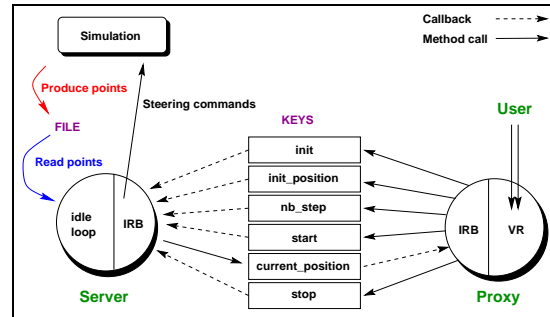 Simulation
Callback
Method call
Produce points
Steering commands
FILE
KEYS
User
Read points
init
init_position
nb_step
start
current_position
stop
idle
loop
IRB
IRB
VR
Server
Proxy